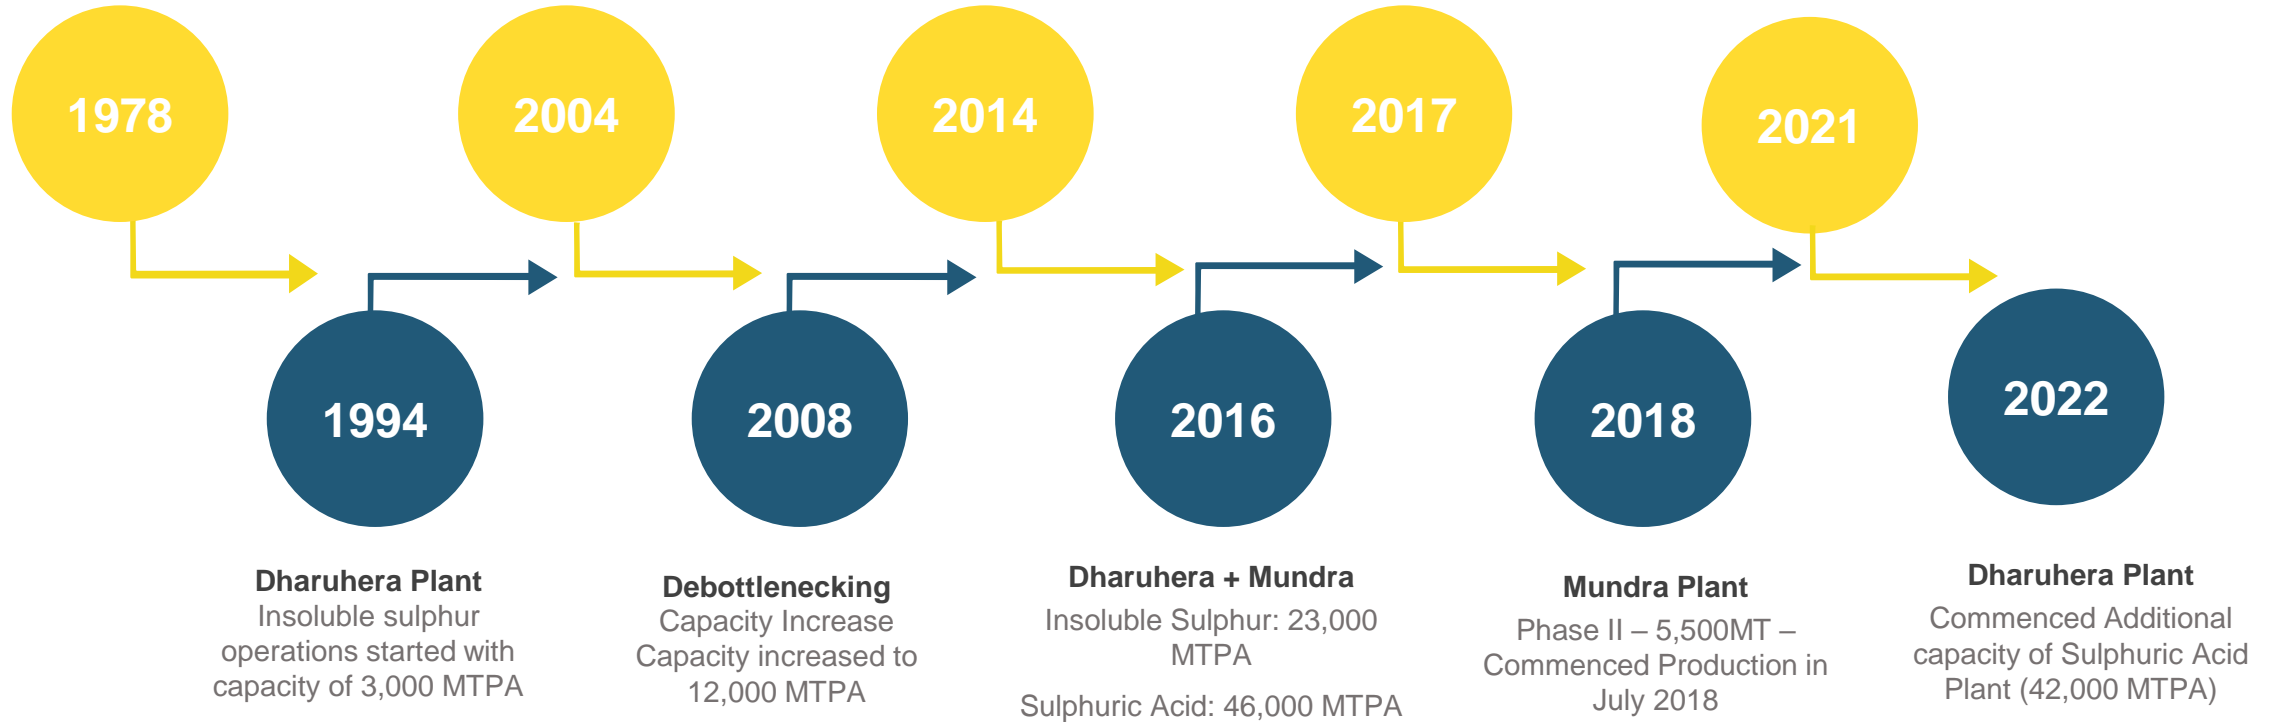 1978
2004
2014
2017
2021
1994
2008
2016
2018
2022
Dharuhera Plant
Insoluble sulphur
operations started with
capacity of 3,000 MTPA
Debottlenecking
Capacity Increase
Capacity increased to
12,000 MTPA
Dharuhera + Mundra
Insoluble Sulphur: 23,000
MTPA
Sulphuric Acid: 46,000 MTPA
Mundra Plant
Phase II – 5,500MT –
Commenced Production in
July 2018
Dharuhera Plant
Commenced Additional
capacity of Sulphuric Acid
Plant (42,000 MTPA)